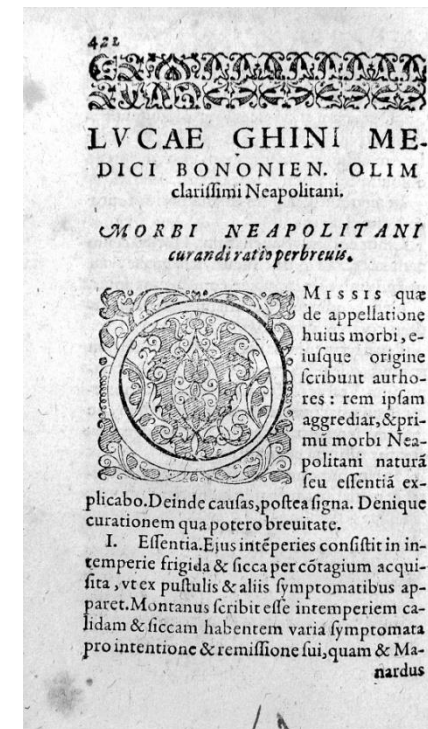 422
LVCAE GHINI ME-
DICI BONONIEN. OLIM
clarissimi Neapolitani.
MORBI NEAPOLITANI
curandi ratio perbreuis.
OMISSIS quæ
de appellatione
huius morbi, e-
iusque origine
scribunt autho-
res: rem ipsam
aggrediar, & pri-
mũ morbi Nea-
politani naturã
seu essentiã ex-
plicabo. Deinde causas, postea signa. Denique
curationem qua potero breuitate.
I. Essentia. Ejus intẽperies consistit in in-
temperie frigida & sicca per cõtagium acqui-
sita, vt ex pustulis & aliis symptomatibus ap-
paret. Montanus scribit esse intemperiem ca-
lidam & siccam habentem varia symptomata
pro intentione & remissione sui, quam & Ma-
nardus